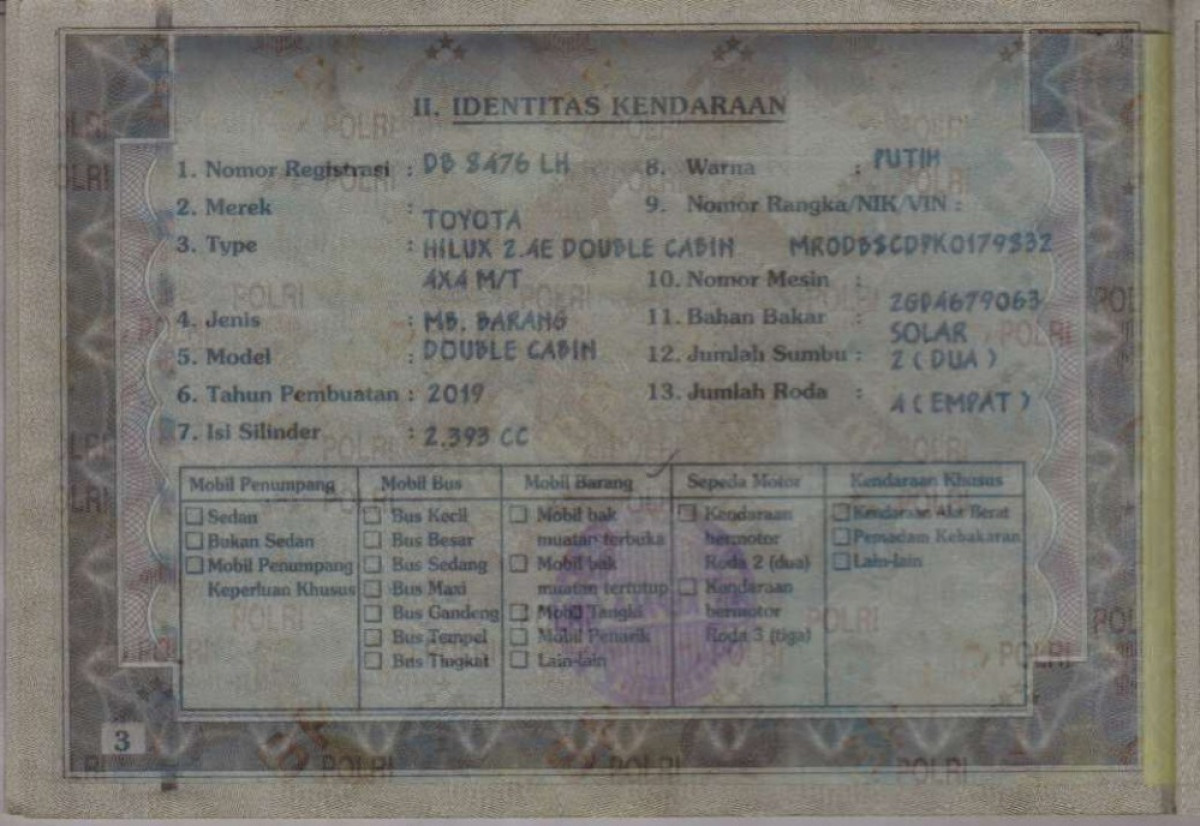 II. IDENTITAS KENDARAAN
1. Nomor Registrasi : DB 8476 LH
2. Merek : TOYOTA
3. Type : HILUX 2.4E DOUBLE CABIN
4X4 M/T
4. Jenis : MB. BARANG
5. Model : DOUBLE CABIN
6. Tahun Pembuatan : 2019
7. Isi Silinder : 2.393 CC
8. Warna : PUTIH
9. Nomor Rangka/NIK/VIN :
MR0DB8CDPK0179332
10. Nomor Mesin :
2GD4679063
11. Bahan Bakar : SOLAR
12. Jumlah Sumbu : 2 ( DUA )
13. Jumlah Roda : 4 ( EMPAT )
Mobil Penumpang
Sedan
Bukan Sedan
Mobil Penumpang
Keperluan Khusus
Mobil Bus
Bus Kecil
Bus Besar
Bus Sedang
Bus Maxi
Bus Gandeng
Bus Tempel
Bus Tingkat
Mobil Barang
Mobil bak
muatan terbuka
Mobil bak
muatan tertutup
Mobil Tangki
Mobil Penarik
Lain-lain
Sepeda Motor
Kendaraan
bermotor
Roda 2 (dua)
Kendaraan
bermotor
Roda 3 (tiga)
Kendaraan Khusus
Kendaraan Alat Berat
Pemadam Kebakaran
Lain-lain
3